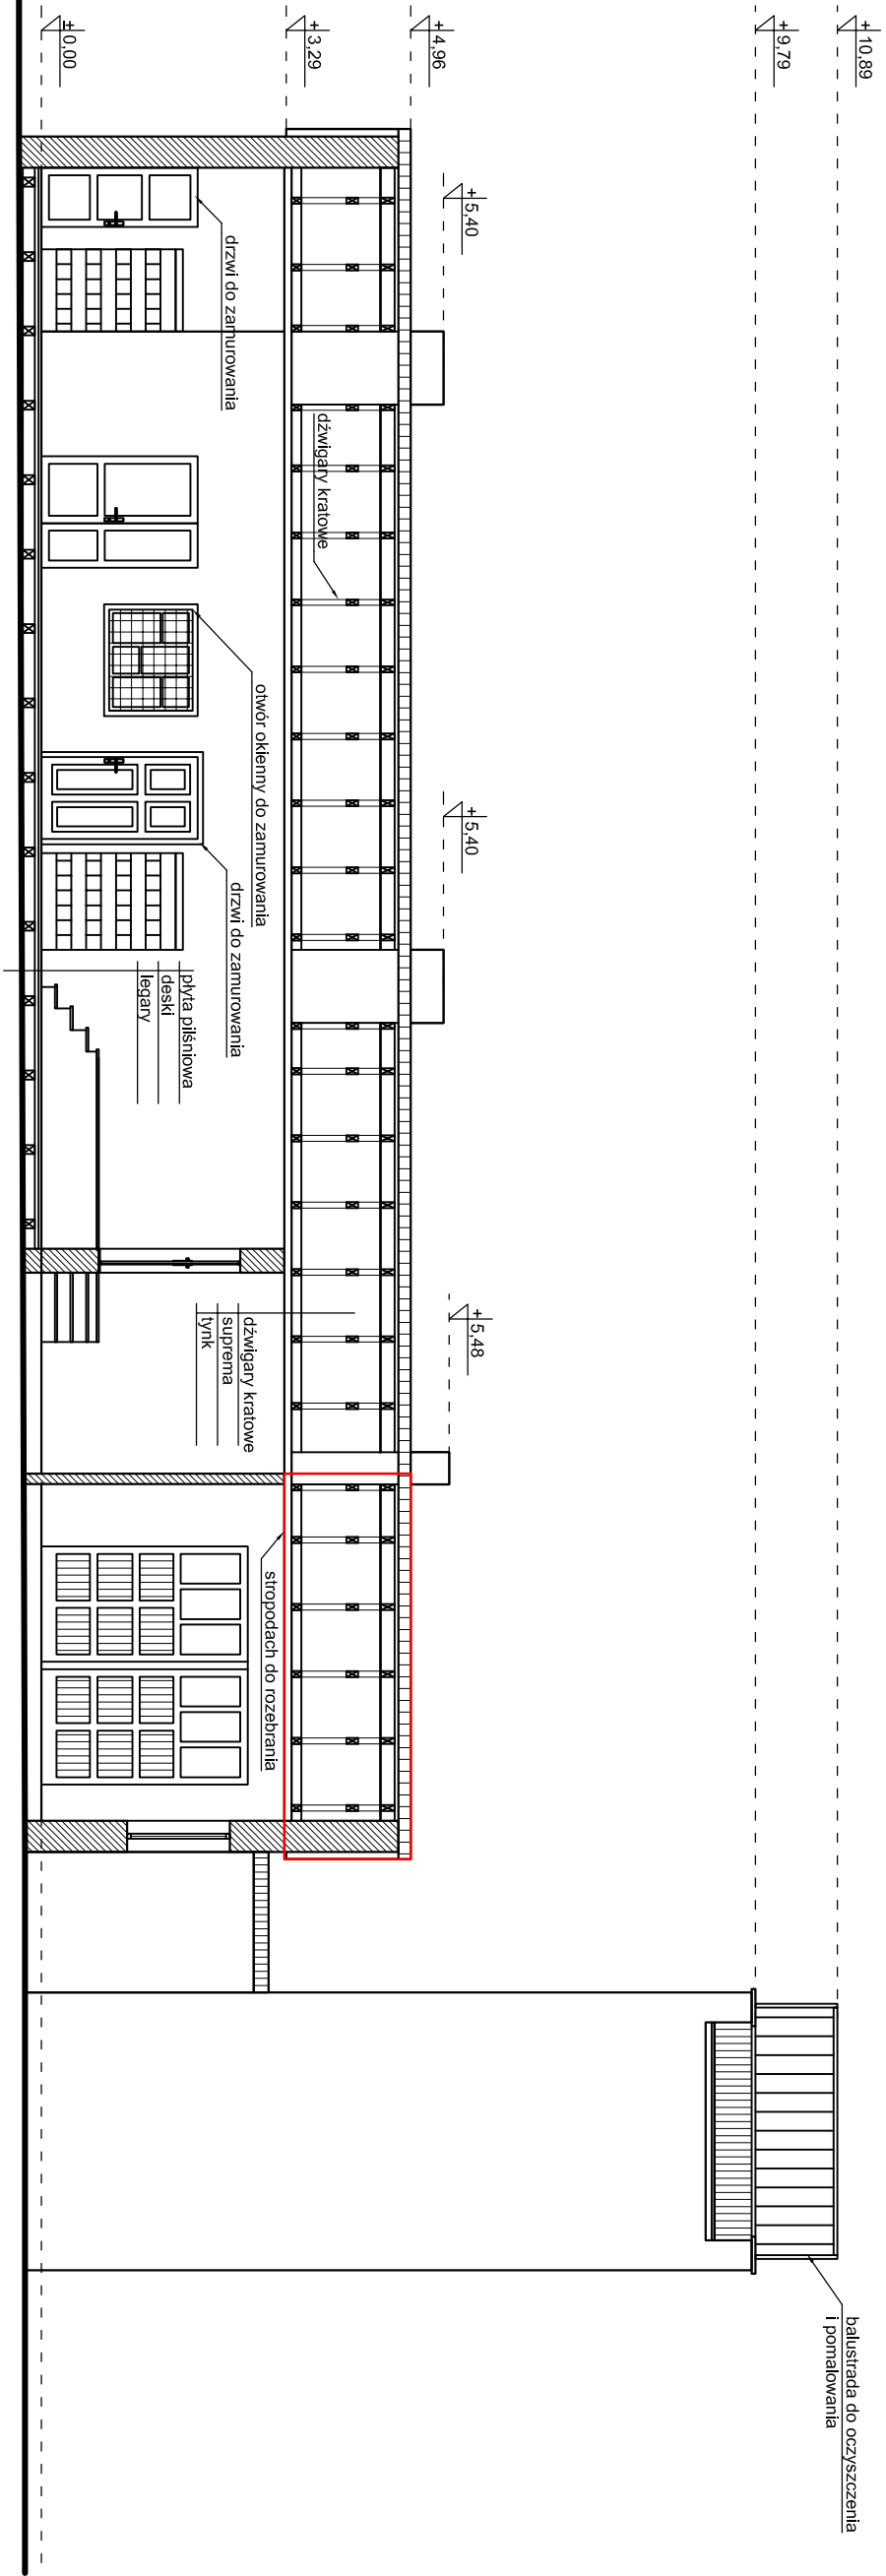 +10,89
+9,79
+4,96
+3,29
+0,00
+5,40
+5,40
+5,48
drzwi do zamurowania
dźwigary kratowe
otwór okienny do zamurowania
drzwi do zamurowania
płyta pilśniowa
deski
legary
dźwigary kratowe
suprema
tynk
stropodach do rozebrania
balustrada do oczyszczenia
i pomalowania